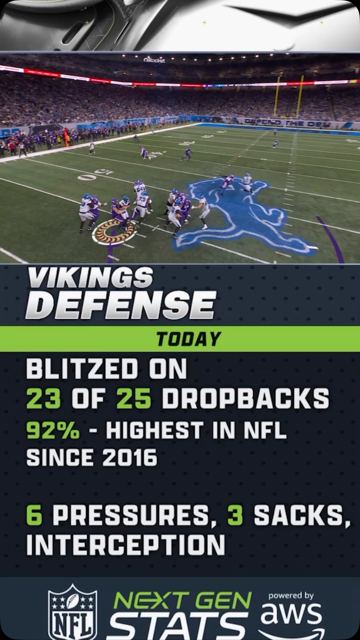 VIKINGS
DEFENSE
TODAY
BLITZED ON
23 OF 25 DROPBACKS
92% - HIGHEST IN NFL
SINCE 2016
6 PRESSURES, 3 SACKS,
INTERCEPTION
NFL
NEXT GEN
STATS
powered by
aws